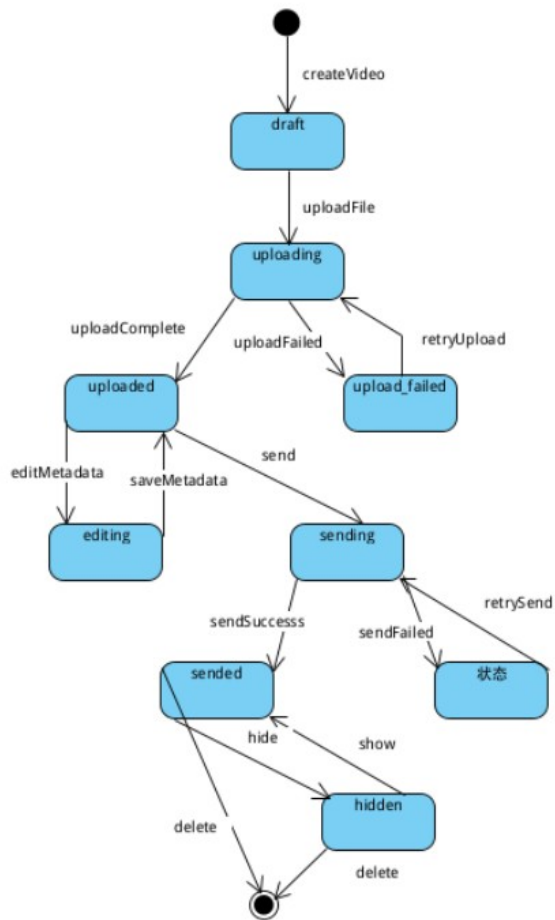 createVideo
draft
uploadFile
uploading
uploadComplete
uploadFailed
retryUpload
uploaded
upload_failed
send
editMetadata
saveMetadata
editing
sending
retrySend
sendSuccesss
sendFailed
sended
状态
hide
show
hidden
delete
delete